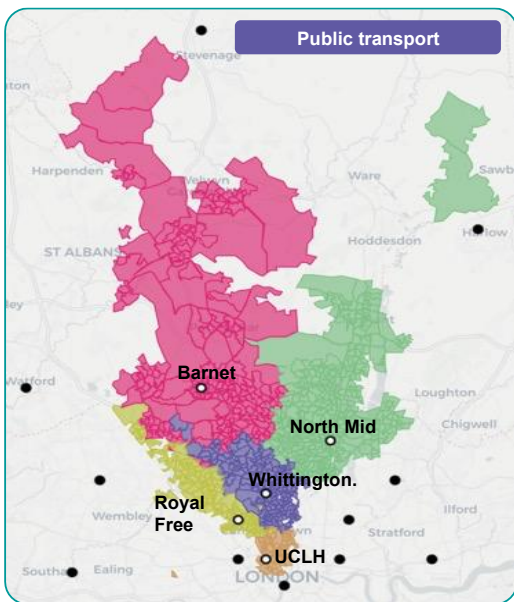 Public transport
Stevenage
Harpenden
Welwyn
Ware
Sawb
Hoddesdon
ST ALBANS
Barnet
Watford
Loughton
North Mid
Chigwell
Whittington.
Royal
Free
Wembley
Ilford
Stratford
UCLH
Ealing
LONDON